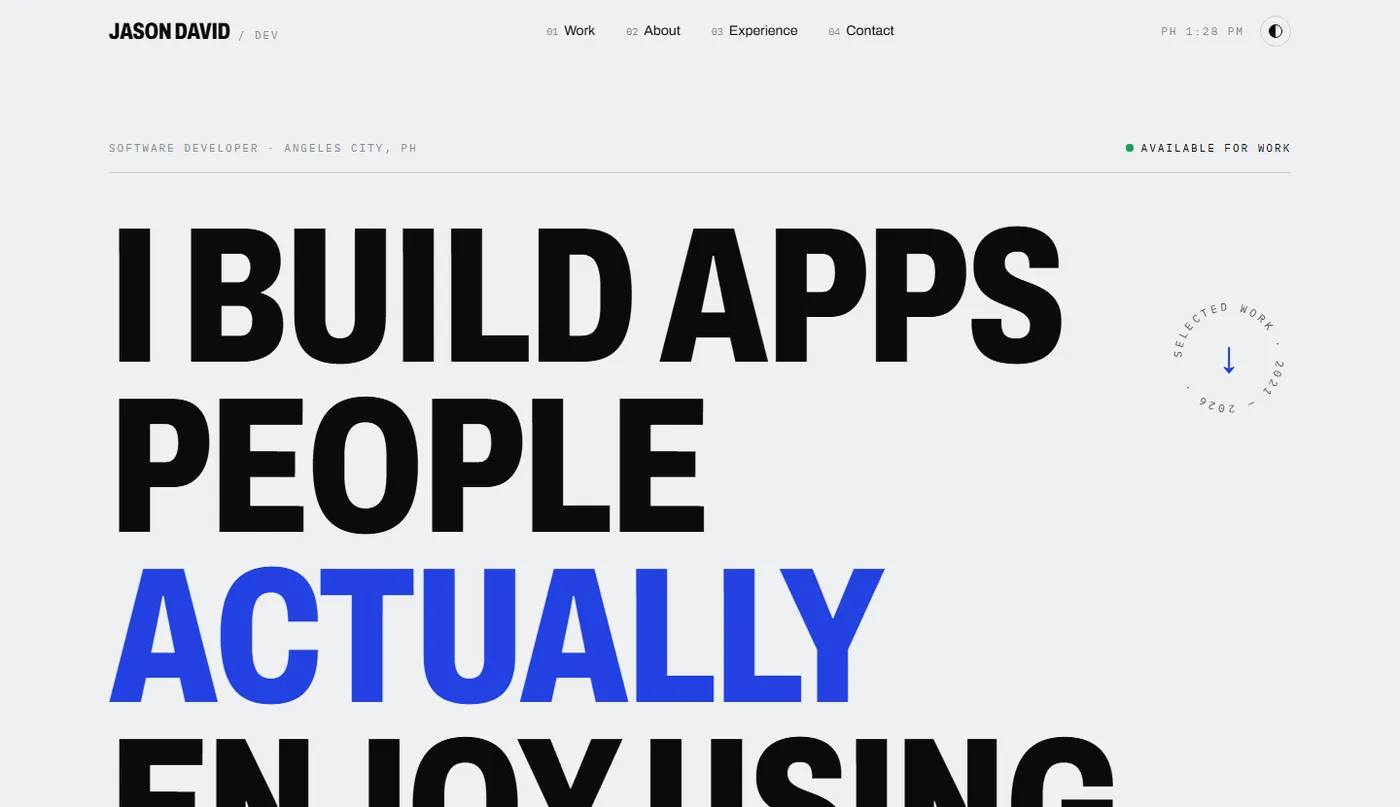 JASON DAVID / DEV
01 Work 02 About 03 Experience 04 Contact
PH 1:28 PM
SOFTWARE DEVELOPER · ANGELES CITY, PH
AVAILABLE FOR WORK
I BUILD APPS
PEOPLE
ACTUALLY
ENJOY USING
SELECTED WORK · 2021 — 2026 ·